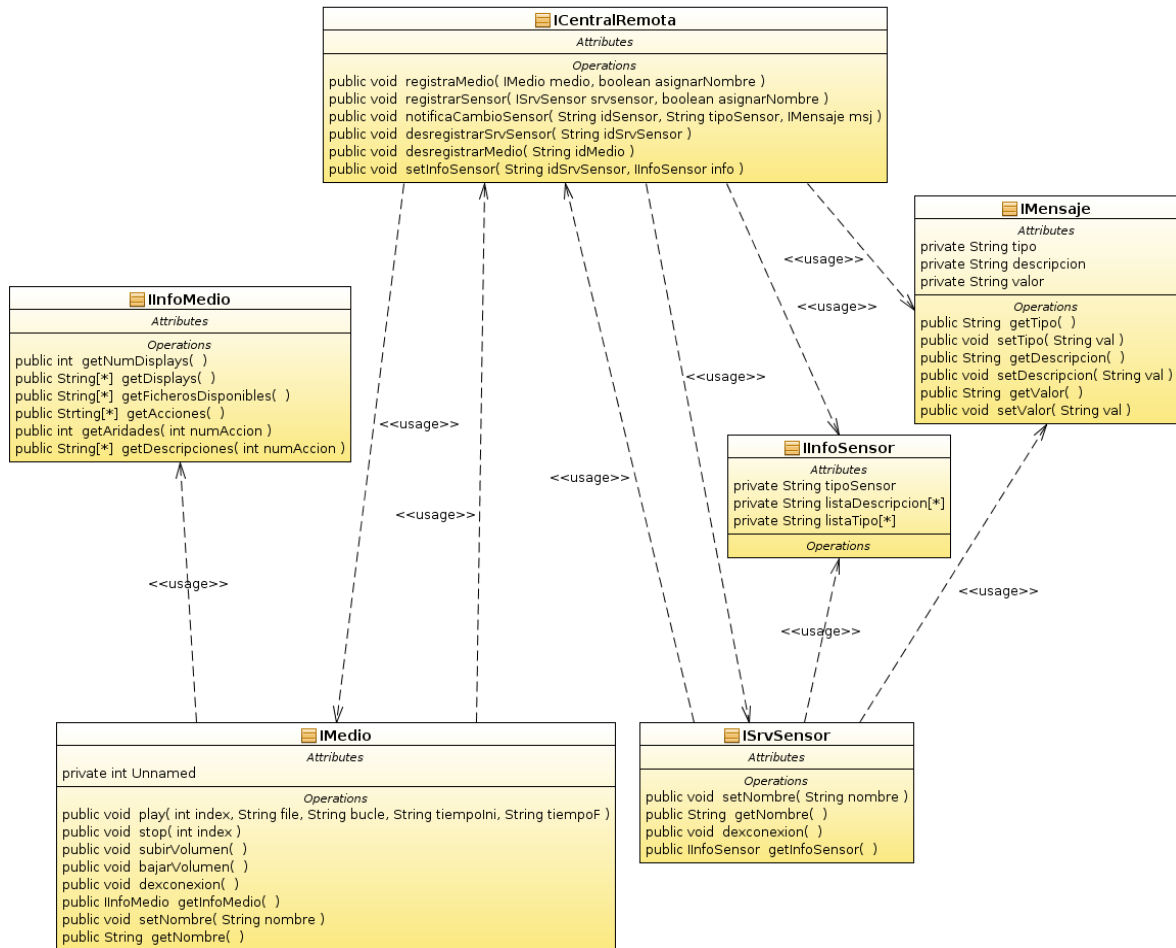 ICentralRemota
Attributes
Operations
public void registraMedio( IMedio medio, boolean asignarNombre )
public void registrarSensor( ISrvSensor srvsensor, boolean asignarNombre )
public void notificaCambioSensor( String idSensor, String tipoSensor, IMensaje msj )
public void desregistrarSrvSensor( String idSrvSensor )
public void desregistrarMedio( String idMedio )
public void setInfoSensor( String idSrvSensor, IInfoSensor info )
IMensaje
Attributes
private String tipo
private String descripcion
private String valor
Operations
public String getTipo( )
public void setTipo( String val )
public String getDescripcion( )
public void setDescripcion( String val )
public String getValor( )
public void setValor( String val )
<<usage>>
<<usage>>
IInfoMedio
Attributes
Operations
public int getNumDisplays( )
public String[*] getDisplays( )
public String[*] getFicherosDisponibles( )
public Strting[*] getAcciones( )
public int getAridades( int numAccion )
public String[*] getDescripciones( int numAccion )
<<usage>>
<<usage>>
<<usage>>
<<usage>>
IInfoSensor
Attributes
private String tipoSensor
private String listaDescripcion[*]
private String listaTipo[*]
Operations
<<usage>>
<<usage>>
<<usage>>
IMedio
Attributes
private int Unnamed
Operations
public void play( int index, String file, String bucle, String tiempoIni, String tiempoF )
public void stop( int index )
public void subirVolumen( )
public void bajarVolumen( )
public void dexconexion( )
public IInfoMedio getInfoMedio( )
public void setNombre( String nombre )
public String getNombre( )
ISrvSensor
Attributes
Operations
public void setNombre( String nombre )
public String getNombre( )
public void dexconexion( )
public IInfoSensor getInfoSensor( )